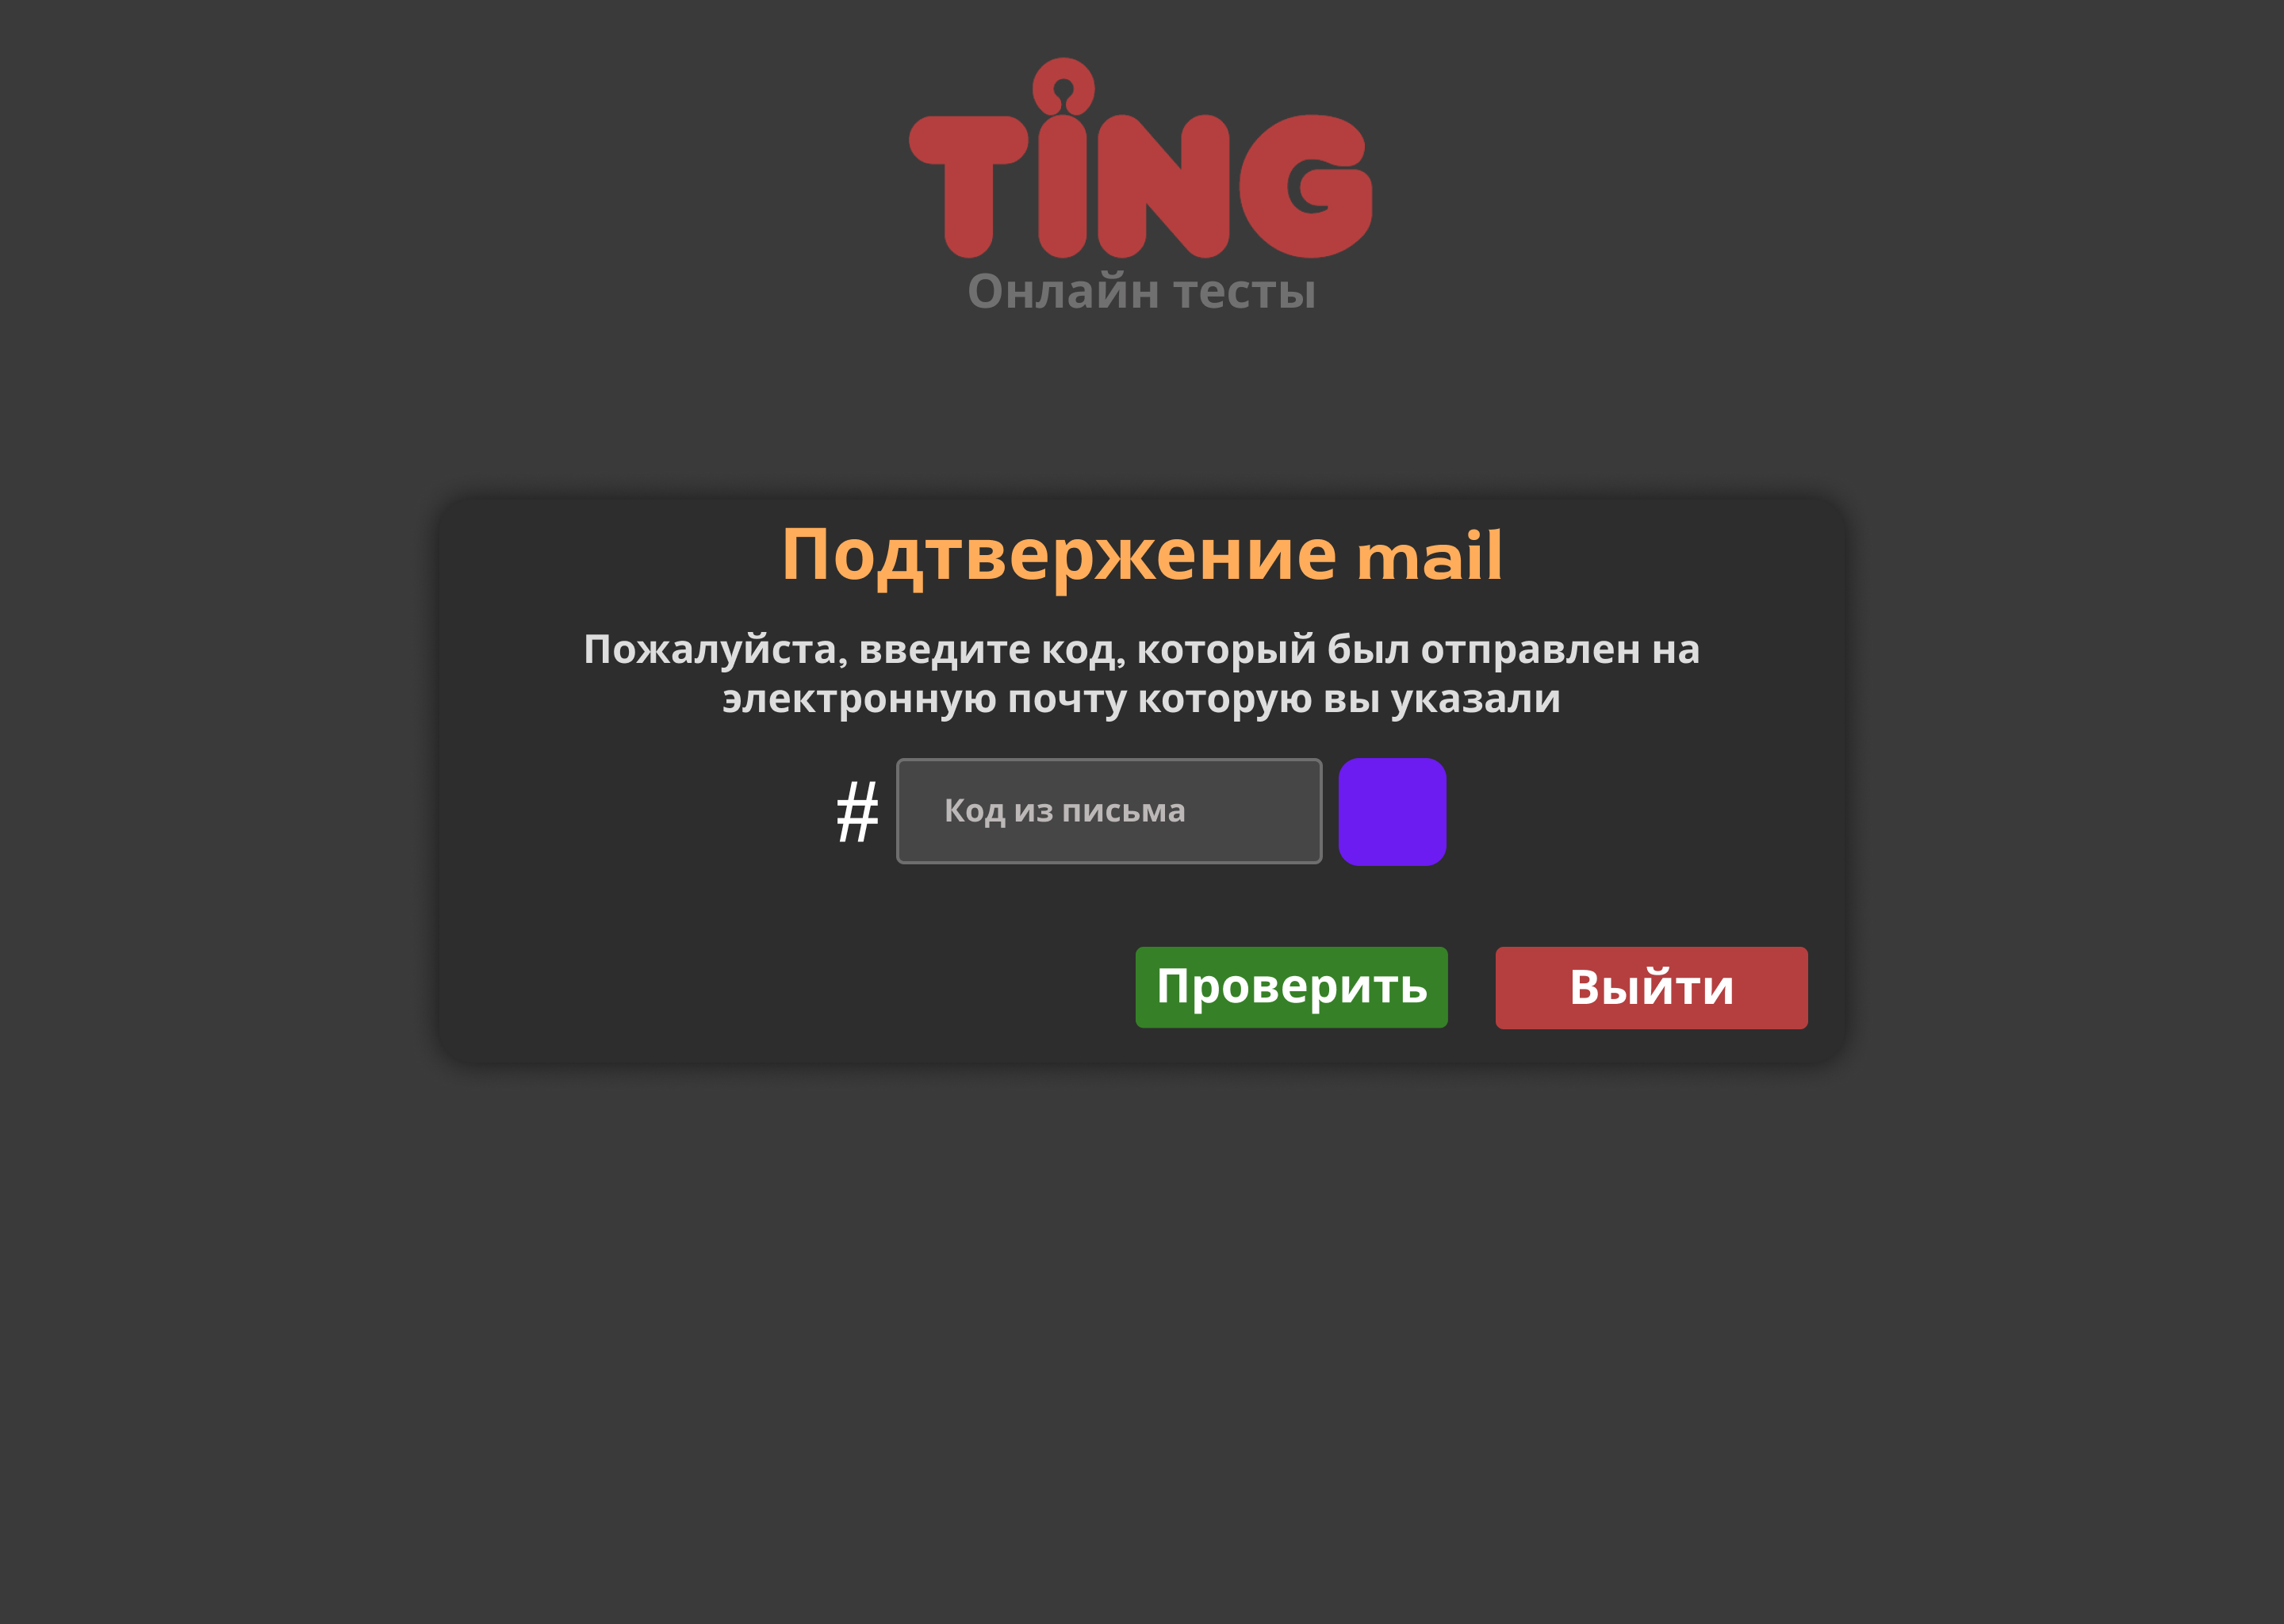 TiNG
Онлайн тесты
Подтвержение mail
Пожалуйста, введите код, который был отправлен на
электронную почту которую вы указали
# Код из письма
Проверить
Выйти